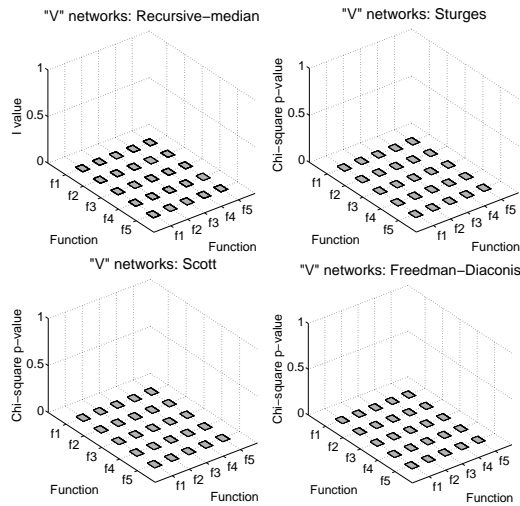 "V" networks: Recursive−median
1
0.5
0
I value
f1
f2
f3
f4
f5
Function
f1
f2
f3
f4
f5
Function
"V" networks: Sturges
1
0.5
0
Chi−square p−value
f1
f2
f3
f4
f5
Function
f1
f2
f3
f4
f5
Function
"V" networks: Scott
1
0.5
0
Chi−square p−value
f1
f2
f3
f4
f5
Function
f1
f2
f3
f4
f5
Function
"V" networks: Freedman−Diaconis
1
0.5
0
Chi−square p−value
f1
f2
f3
f4
f5
Function
f1
f2
f3
f4
f5
Function